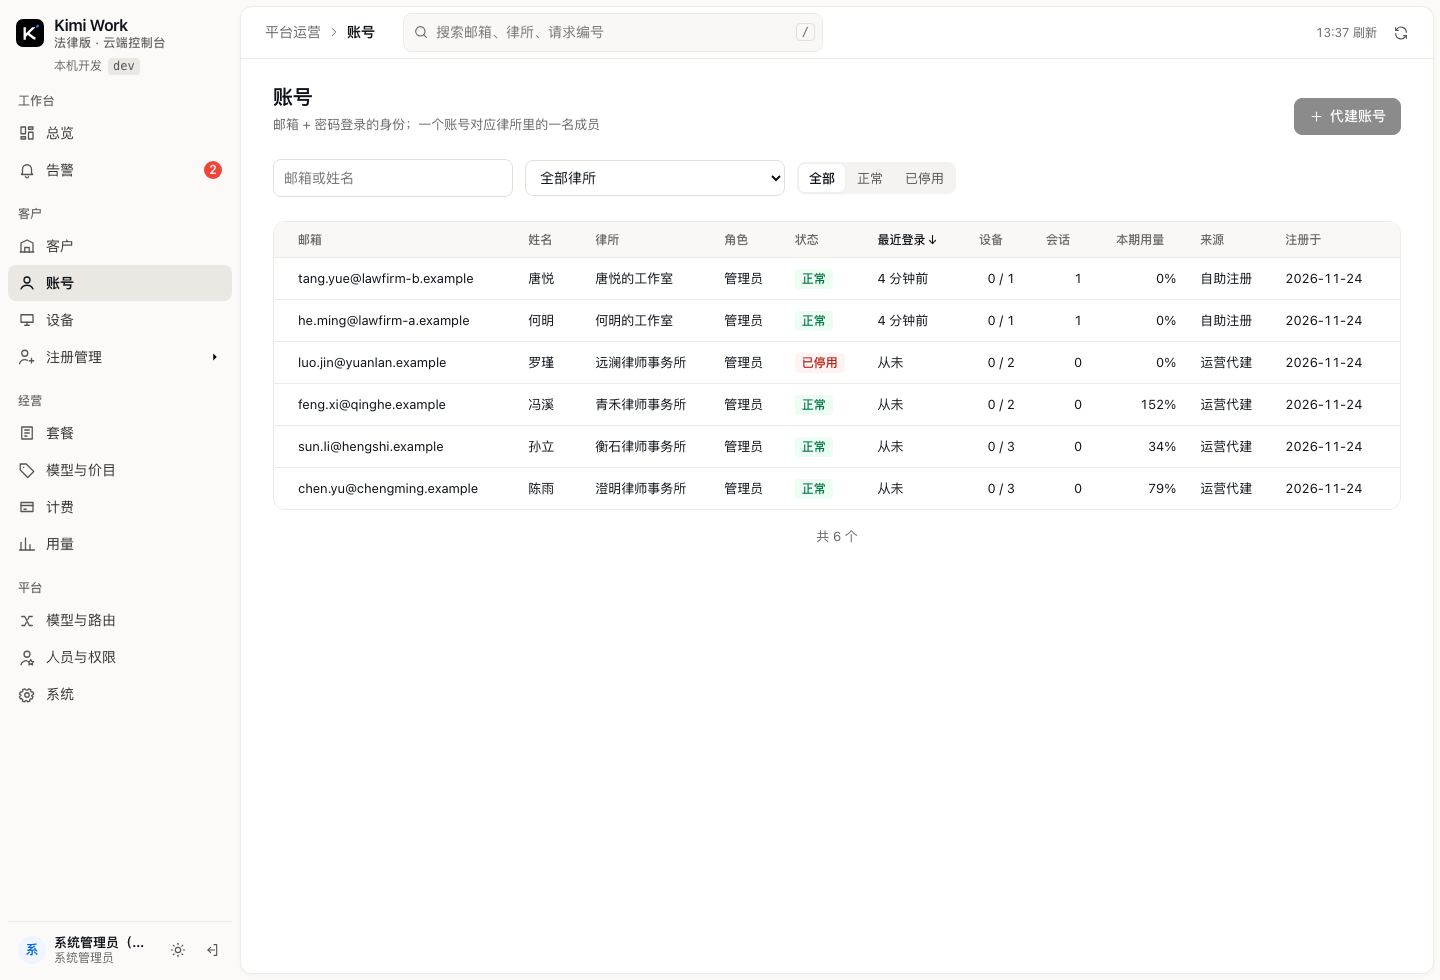 Kimi Work
法律版 · 云端控制台
本机开发 dev
工作台
总览
告警 2
客户
客户
账号
设备
注册管理
经营
套餐
模型与价目
计费
用量
平台
模型与路由
人员与权限
系统
系 系统管理员（...
系统管理员
平台运营 > 账号
搜索邮箱、律所、请求编号 /
13:37 刷新
账号
邮箱 + 密码登录的身份；一个账号对应律所里的一名成员
+ 代建账号
邮箱或姓名 全部律所 全部 正常 已停用
邮箱 姓名 律所 角色 状态 最近登录↓ 设备 会话 本期用量 来源 注册于
tang.yue@lawfirm-b.example 唐悦 唐悦的工作室 管理员 正常 4 分钟前 0 / 1 1 0% 自助注册 2026-11-24
he.ming@lawfirm-a.example 何明 何明的工作室 管理员 正常 4 分钟前 0 / 1 1 0% 自助注册 2026-11-24
luo.jin@yuanlan.example 罗瑾 远澜律师事务所 管理员 已停用 从未 0 / 2 0 0% 运营代建 2026-11-24
feng.xi@qinghe.example 冯溪 青禾律师事务所 管理员 正常 从未 0 / 2 0 152% 运营代建 2026-11-24
sun.li@hengshi.example 孙立 衡石律师事务所 管理员 正常 从未 0 / 3 0 34% 运营代建 2026-11-24
chen.yu@chengming.example 陈雨 澄明律师事务所 管理员 正常 从未 0 / 3 0 79% 运营代建 2026-11-24
共 6 个